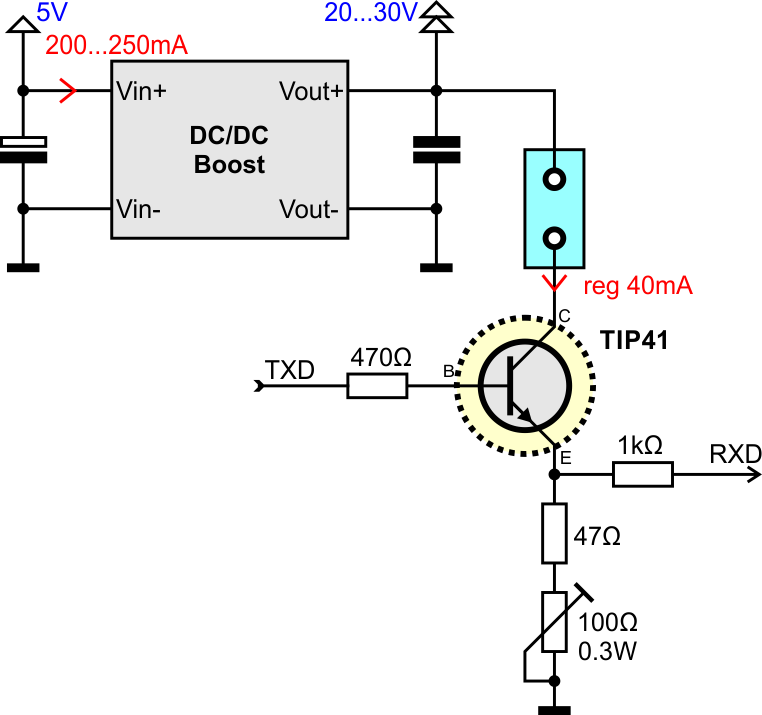 5V
20...30V
200...250mA
Vin+
Vout+
DC/DC
Boost
Vin-
Vout-
reg 40mA
C
TIP41
470Ω
TXD
B
E
1kΩ
RXD
47Ω
100Ω
0.3W